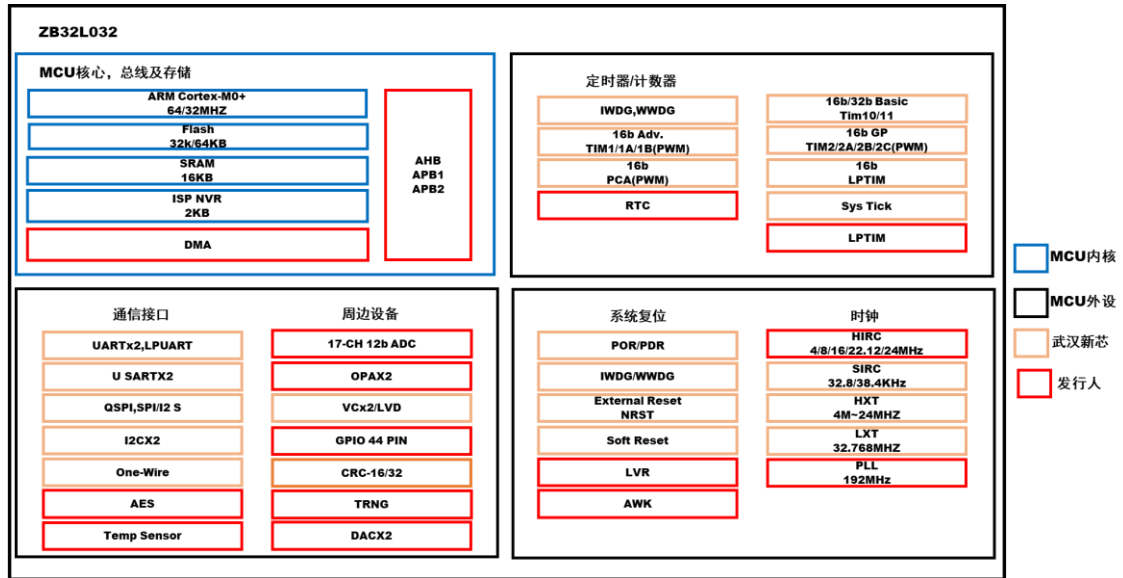 ZB32L032
MCU核心，总线及存储
ARM Cortex-M0+
64/32MHZ
Flash
32k/64KB
SRAM
16KB
ISP NVR
2KB
DMA
AHB
APB1
APB2
定时器/计数器
IWDG,WWDG
16b Adv.
TIM1/1A/1B(PWM)
16b
PCA(PWM)
RTC
16b/32b Basic
Tim10/11
16b GP
TIM2/2A/2B/2C(PWM)
16b
LPTIM
Sys Tick
LPTIM
通信接口
UARTx2,LPUART
U SARTX2
QSPI,SPI/I2 S
I2CX2
One-Wire
AES
Temp Sensor
周边设备
17-CH 12b ADC
OPAX2
VCx2/LVD
GPIO 44 PIN
CRC-16/32
TRNG
DACX2
系统复位
POR/PDR
IWDG/WWDG
External Reset
NRST
Soft Reset
LVR
AWK
时钟
HIRC
4/8/16/22.12/24MHz
SIRC
32.8/38.4KHz
HXT
4M~24MHZ
LXT
32.768MHZ
PLL
192MHz
MCU内核
MCU外设
武汉新芯
发行人